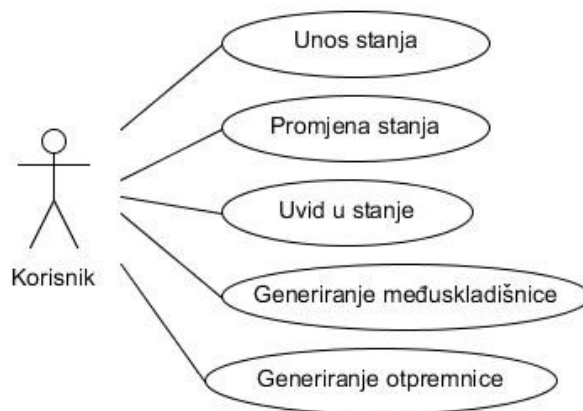 Unos stanja
Promjena stanja
Uvid u stanje
Korisnik
Generiranje međuskladišnice
Generiranje otpremnice